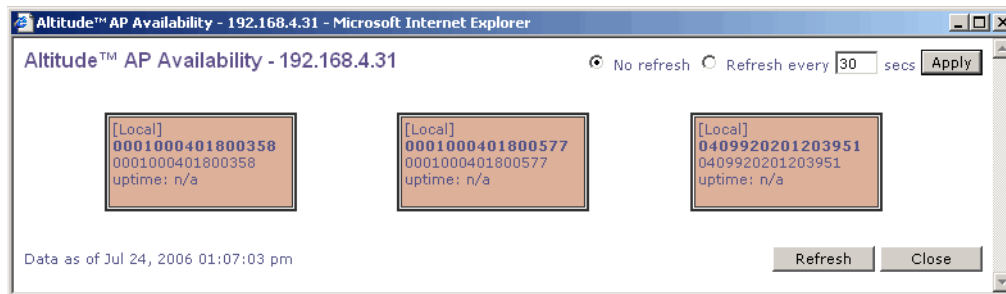 Altitude™ AP Availability - 192.168.4.31 - Microsoft Internet Explorer
Altitude™ AP Availability - 192.168.4.31
No refresh Refresh every 30 secs Apply
[Local]
0001000401800358
0001000401800358
uptime: n/a
[Local]
0001000401800577
0001000401800577
uptime: n/a
[Local]
0409920201203951
0409920201203951
uptime: n/a
Data as of Jul 24, 2006 01:07:03 pm
Refresh Close